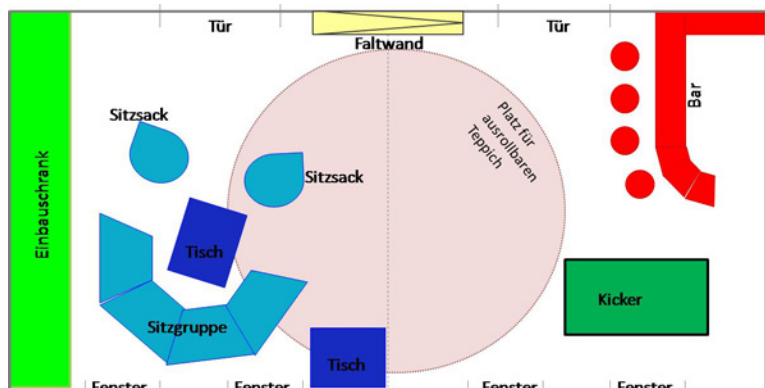 Tür
Tür
Faltwand
Platz für
ausrollbaren
Teppich
Bar
Sitzsack
Sitzsack
Einbauschrank
Tisch
Kicker
Sitzgruppe
Tisch
Fenster
Fenster
Fenster
Fenster